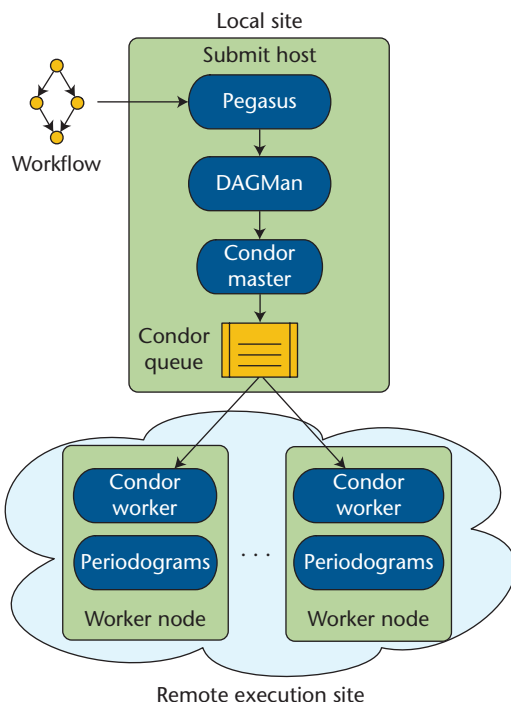 Local site
Submit host
Pegasus
Workflow
DAGMan
Condor
master
Condor
queue
Condor
worker
Periodograms
Worker node
. . .
Condor
worker
Periodograms
Worker node
Remote execution site